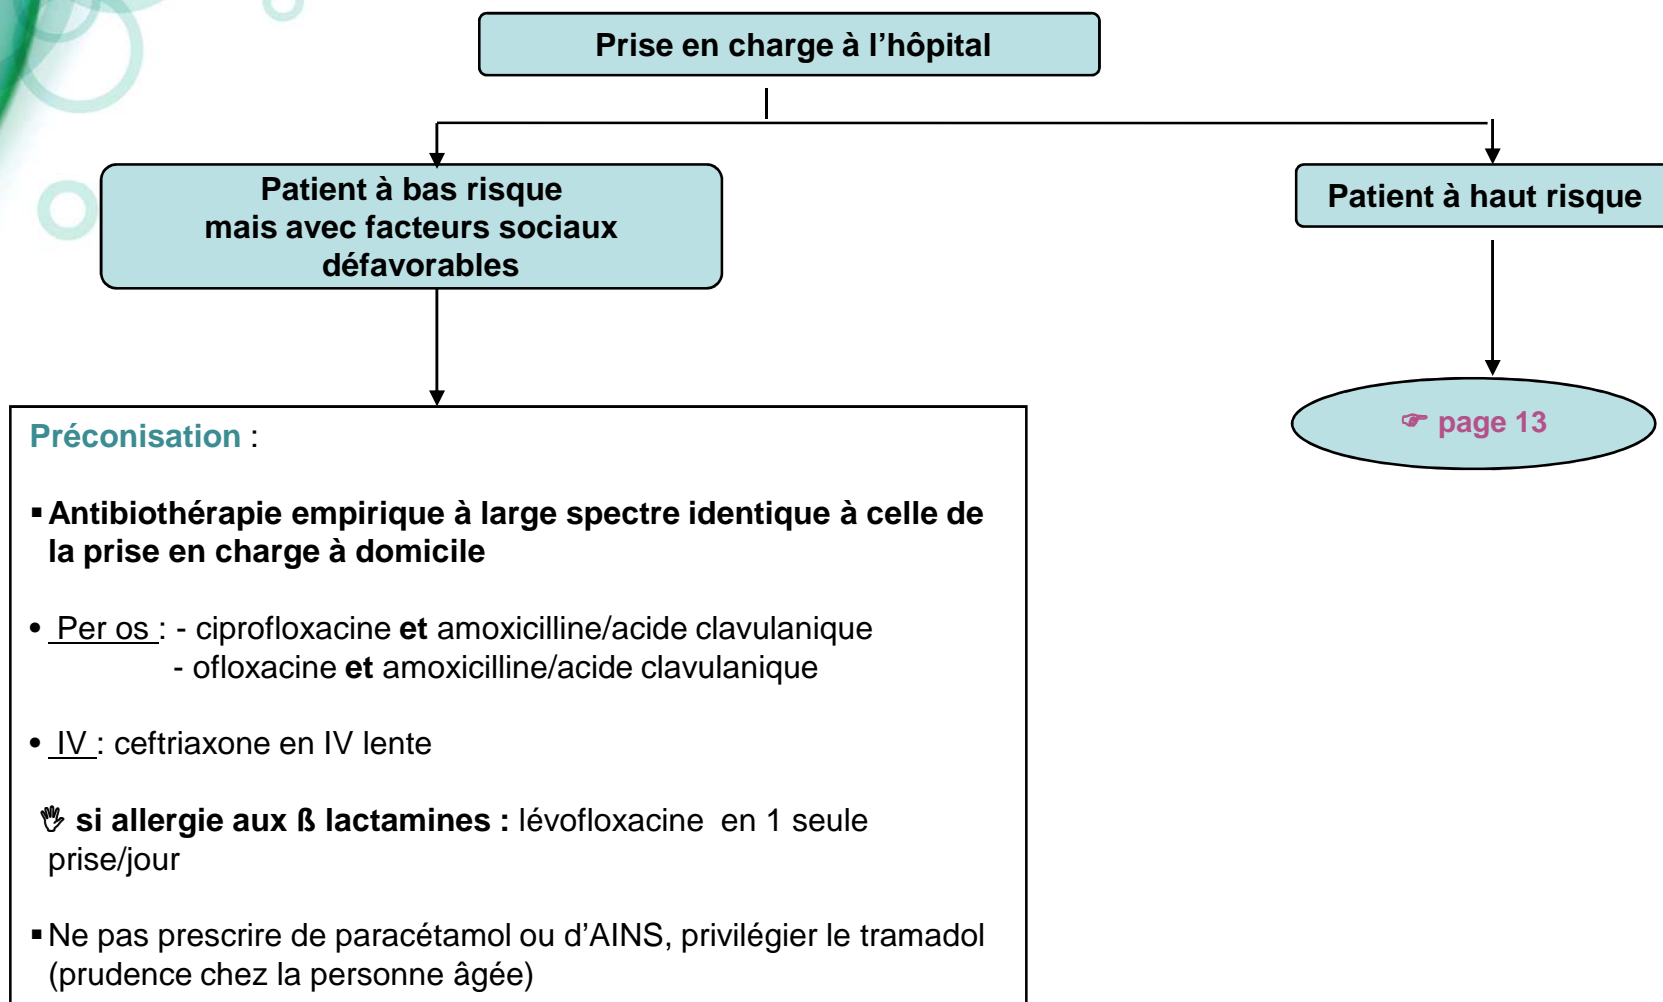 Prise en charge à l'hôpital
Patient à bas risque
mais avec facteurs sociaux
défavorables
Patient à haut risque
☞ page 13
Préconisation :
▪ Antibiothérapie empirique à large spectre identique à celle de
la prise en charge à domicile
• Per os : - ciprofloxacine et amoxicilline/acide clavulanique
- ofloxacine et amoxicilline/acide clavulanique
• IV : ceftriaxone en IV lente
🖑 si allergie aux ß lactamines : lévofloxacine en 1 seule
prise/jour
▪ Ne pas prescrire de paracétamol ou d'AINS, privilégier le tramadol
(prudence chez la personne âgée)